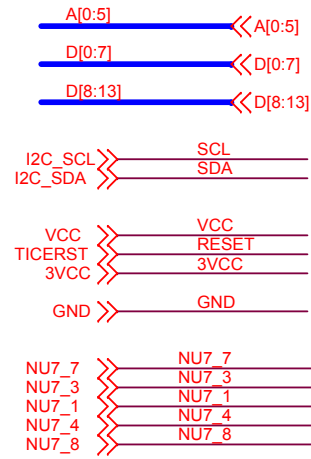 A[0:5] A[0:5]
D[0:7] D[0:7]
D[8:13] D[8:13]
I2C_SCL SCL
I2C_SDA SDA
VCC VCC
TICERST RESET
3VCC 3VCC
GND GND
NU7_7 NU7_7
NU7_3 NU7_3
NU7_1 NU7_1
NU7_4 NU7_4
NU7_8 NU7_8